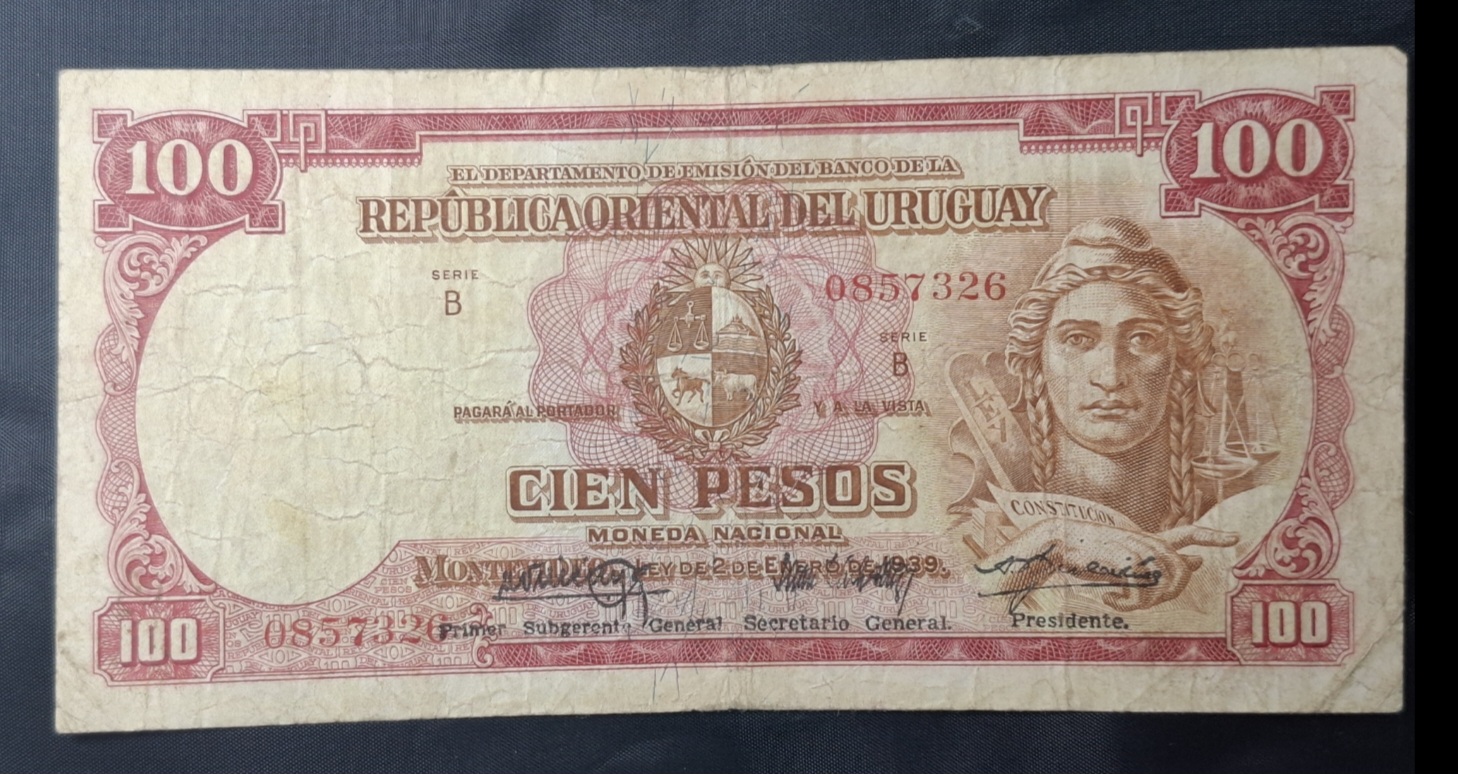 100 100
EL DEPARTAMENTO DE EMISIÓN DEL BANCO DE LA
REPÚBLICA ORIENTAL DEL URUGUAY
SERIE
B
0857326
SERIE
B
PAGARÁ AL PORTADOR Y A LA VISTA
CIEN PESOS
CONSTITUCION
MONEDA NACIONAL
MONTEVIDEO LEY DE 2 DE ENERO DE 1939.
100 0857326 Primer Subgerente General Secretario General. Presidente. 100